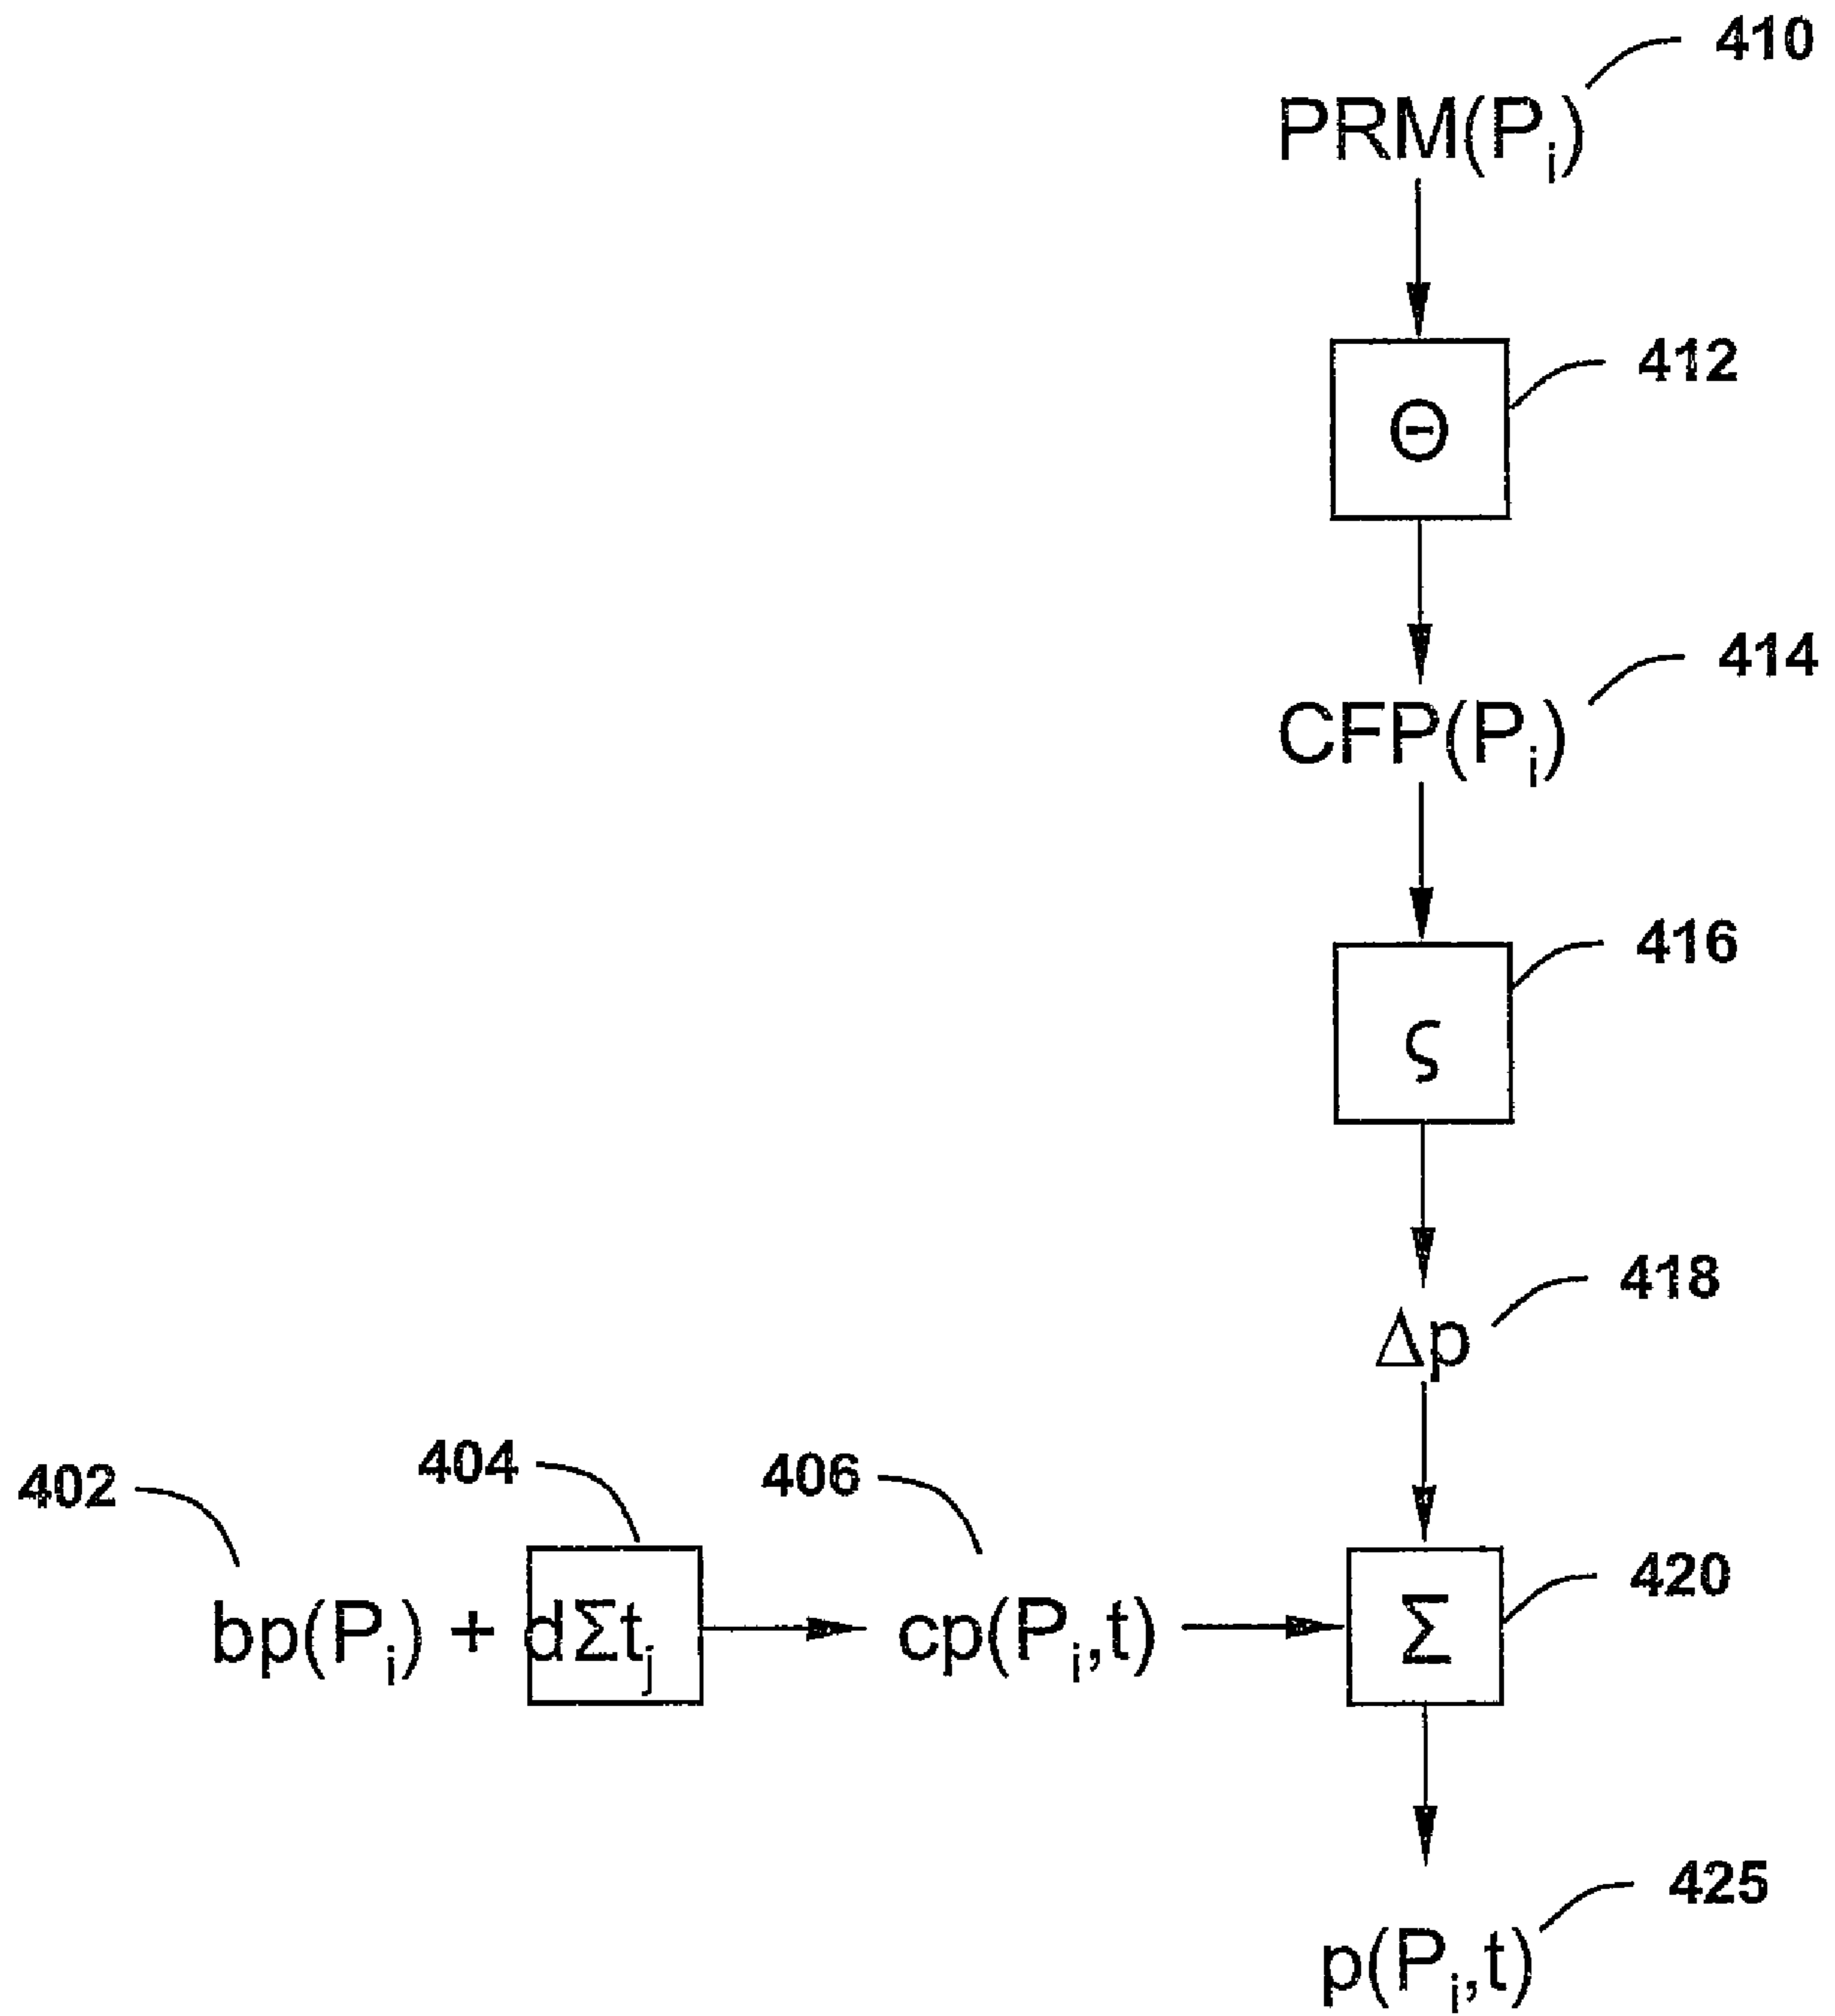 410
PRM(Pᵢ)
412
Θ
414
CFP(Pᵢ)
416
ς
418
Δp
402
404
406
bp(Pᵢ) + dΣtⱼ
cp(Pᵢ,t)
420
Σ
425
p(Pᵢ,t)